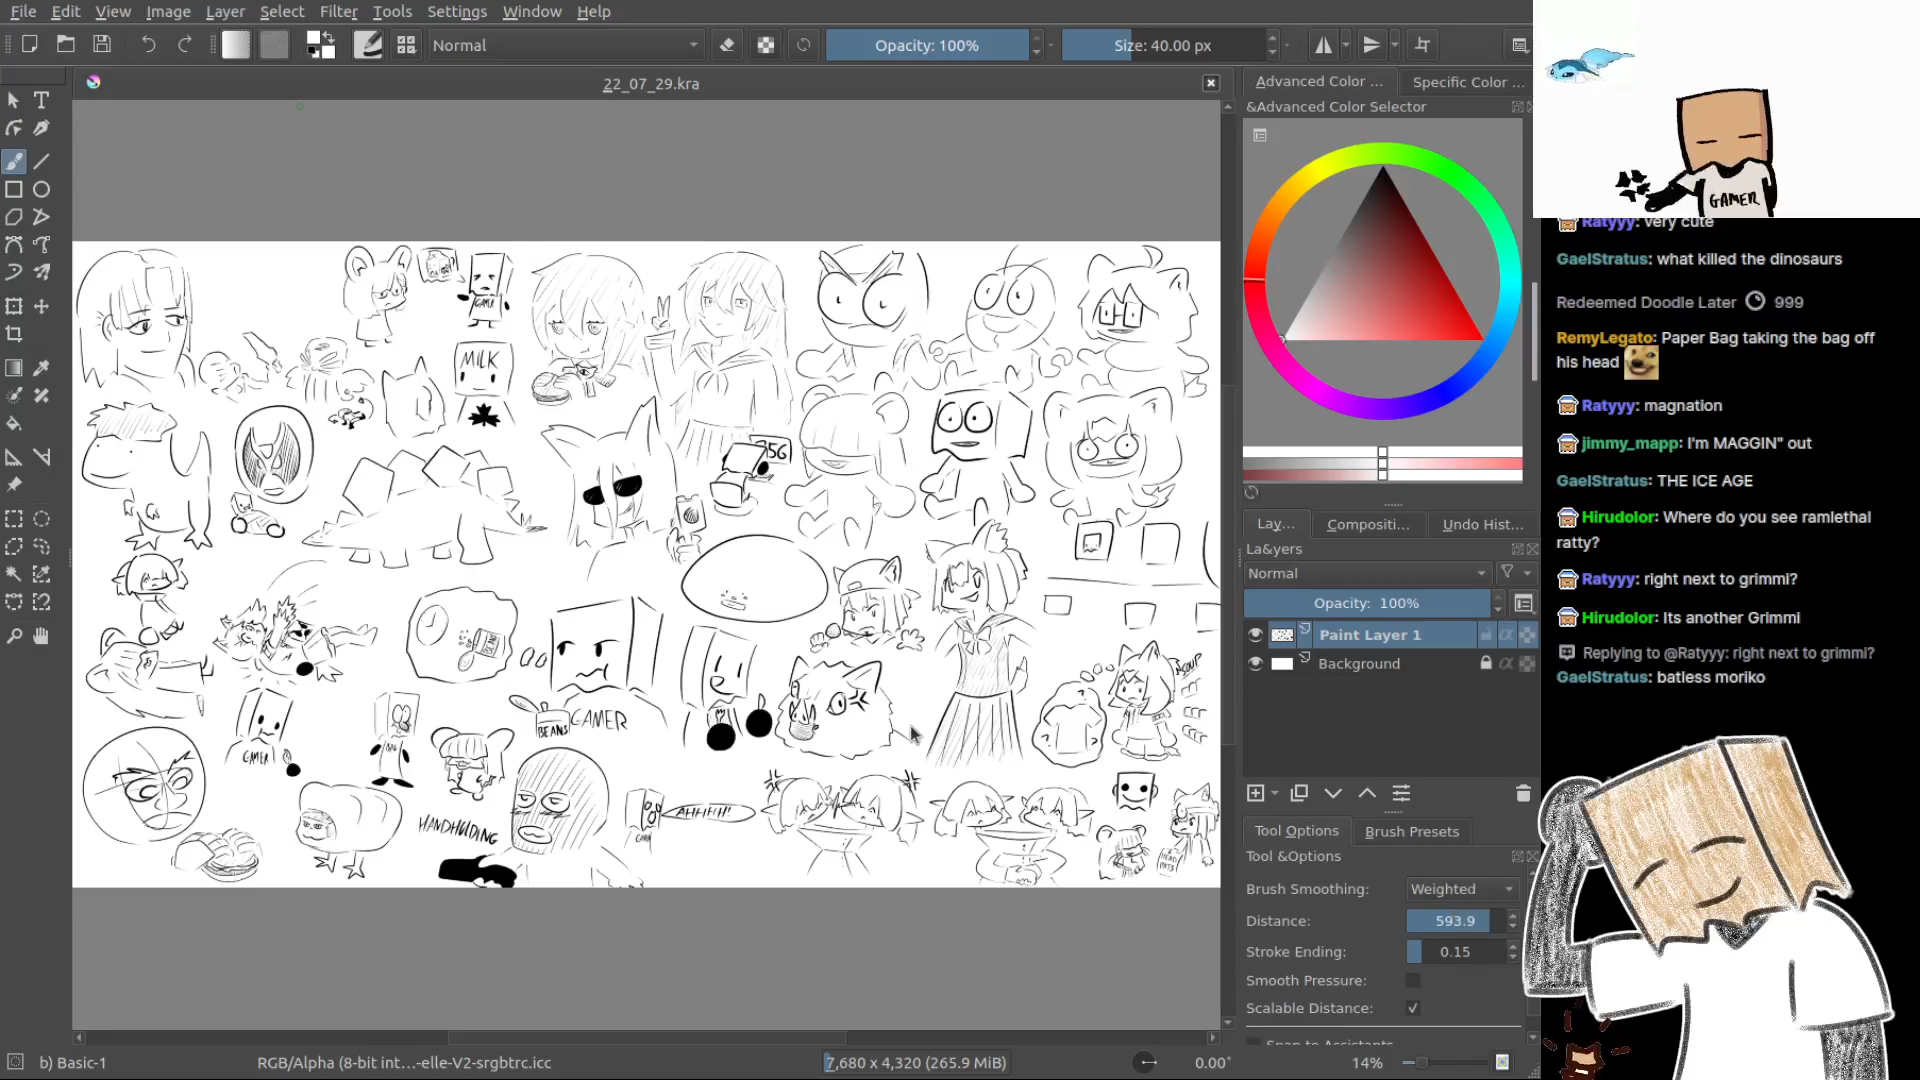 File Edit View Image Layer Select Filter Tools Settings Window Help
Normal
Opacity: 100%
Size: 40.00 px
22_07_29.kra
Advanced Color ...
Specific Color ...
&Advanced Color Selector
GAMER
Ratyyy: very cute
GaelStratus: what killed the dinosaurs
Redeemed Doodle Later 999
RemyLegato: Paper Bag taking the bag off
his head
Ratyyy: magnation
jimmy_mapp: I'm MAGGIN" out
GaelStratus: THE ICE AGE
Hirudolor: Where do you see ramlethal
ratty?
Ratyyy: right next to grimmi?
Hirudolor: Its another Grimmi
Replying to @Ratyyy: right next to grimmi?
GaelStratus: batless moriko
MILK
GAMER
BEANS
GAMER
SOUP
HANDHOLDING
AHHHH!!
Lay...
Compositi...
Undo Hist...
La&yers
Normal
Opacity: 100%
Paint Layer 1
Background
Tool Options
Brush Presets
Tool &Options
Brush Smoothing: Weighted
Distance: 593.9
Stroke Ending: 0.15
Smooth Pressure:
Scalable Distance:
Snap to Assistants
b) Basic-1
RGB/Alpha (8-bit int...-elle-V2-srgbtrc.icc
7,680 x 4,320 (265.9 MiB)
0.00°
14%